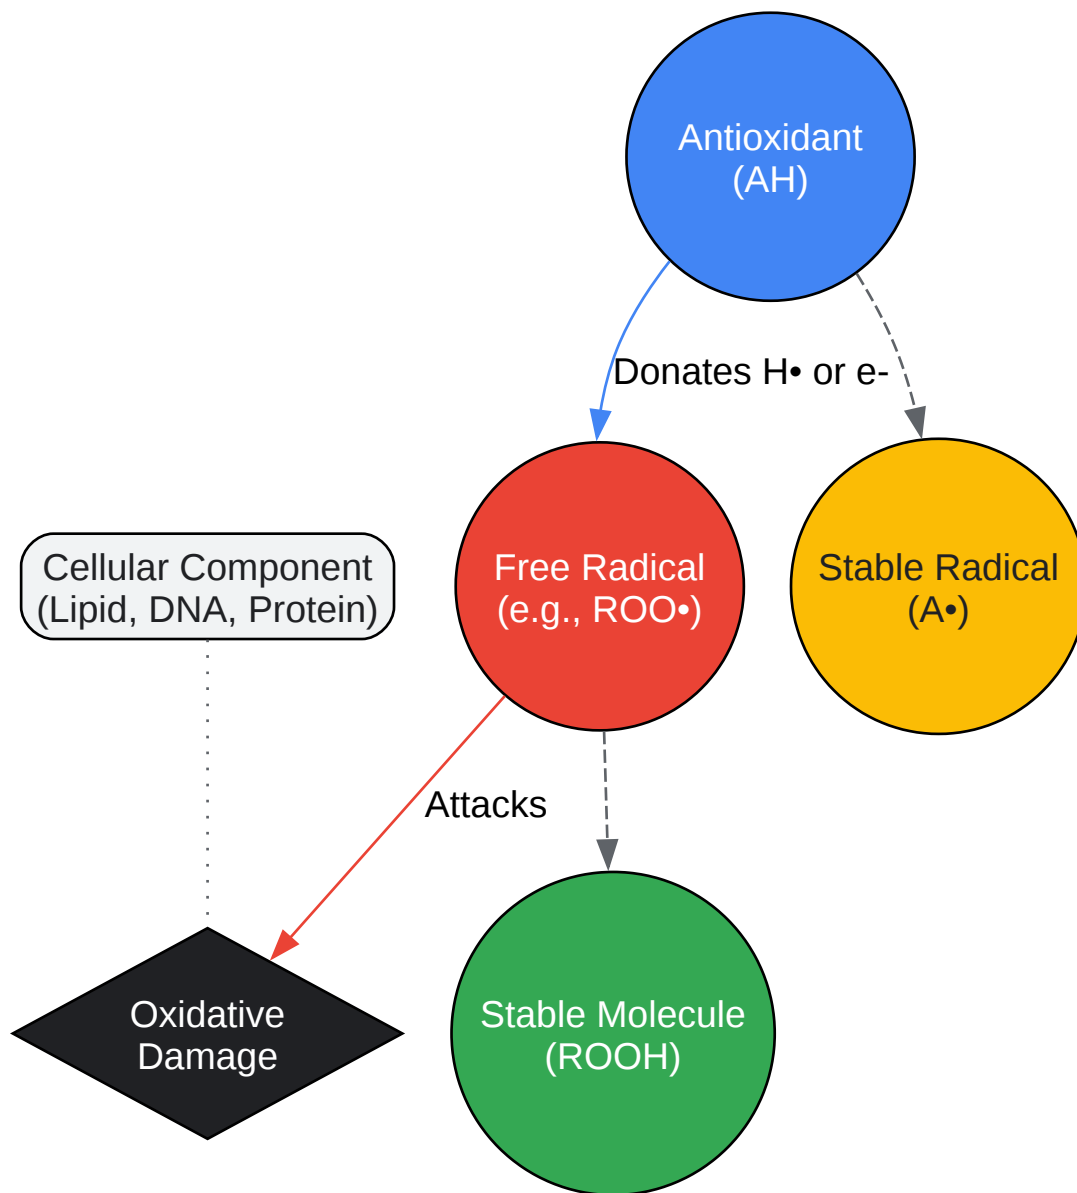 Antioxidant
(AH)
Donates H• or e-
Cellular Component
(Lipid, DNA, Protein)
Free Radical
(e.g., ROO•)
Stable Radical
(A•)
Attacks
Oxidative
Damage
Stable Molecule
(ROOH)